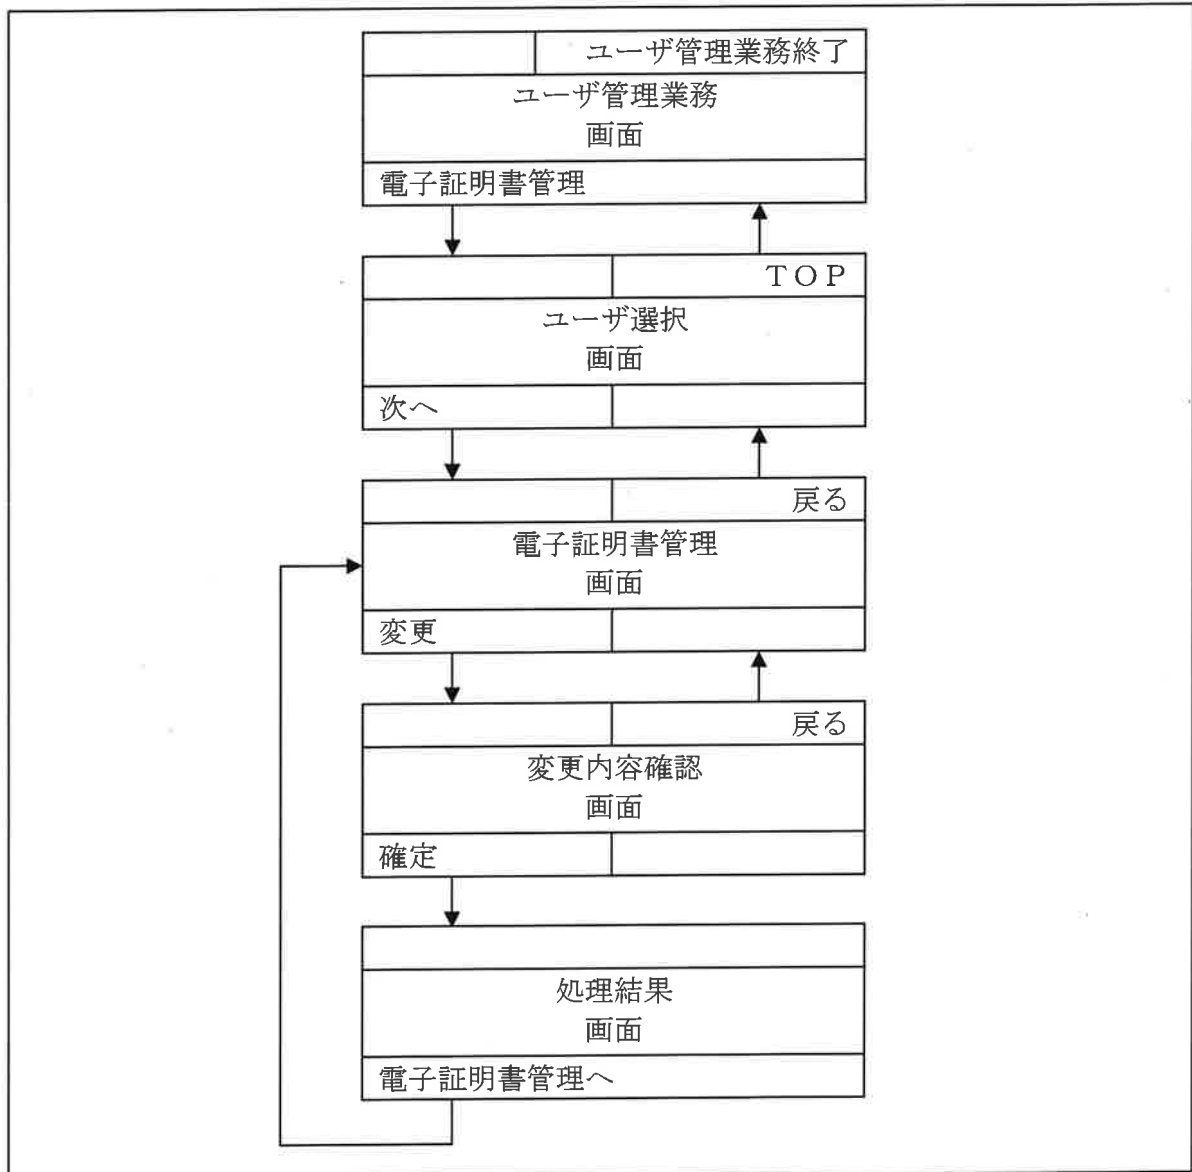 ユーザ管理業務終了
ユーザ管理業務
画面
電子証明書管理
ＴＯＰ
ユーザ選択
画面
次へ
戻る
電子証明書管理
画面
変更
戻る
変更内容確認
画面
確定
処理結果
画面
電子証明書管理へ